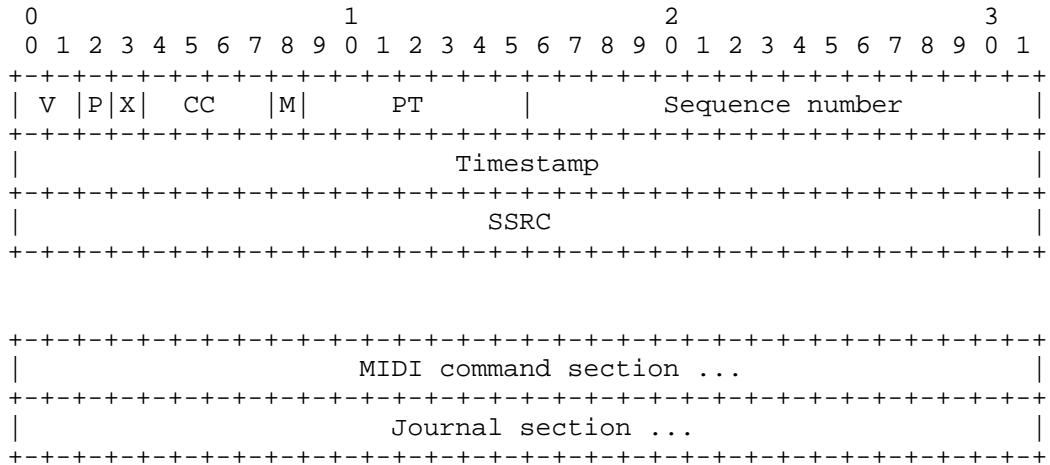 0                   1                   2                   3
 0 1 2 3 4 5 6 7 8 9 0 1 2 3 4 5 6 7 8 9 0 1 2 3 4 5 6 7 8 9 0 1
+-+-+-+-+-+-+-+-+-+-+-+-+-+-+-+-+-+-+-+-+-+-+-+-+-+-+-+-+-+-+-+-+
| V |P|X|  CC   |M|     PT      |        Sequence number        |
+-+-+-+-+-+-+-+-+-+-+-+-+-+-+-+-+-+-+-+-+-+-+-+-+-+-+-+-+-+-+-+-+
|                           Timestamp                           |
+-+-+-+-+-+-+-+-+-+-+-+-+-+-+-+-+-+-+-+-+-+-+-+-+-+-+-+-+-+-+-+-+
|                             SSRC                              |
+-+-+-+-+-+-+-+-+-+-+-+-+-+-+-+-+-+-+-+-+-+-+-+-+-+-+-+-+-+-+-+-+

+-+-+-+-+-+-+-+-+-+-+-+-+-+-+-+-+-+-+-+-+-+-+-+-+-+-+-+-+-+-+-+-+
|                     MIDI command section ...                  |
+-+-+-+-+-+-+-+-+-+-+-+-+-+-+-+-+-+-+-+-+-+-+-+-+-+-+-+-+-+-+-+-+
|                       Journal section ...                     |
+-+-+-+-+-+-+-+-+-+-+-+-+-+-+-+-+-+-+-+-+-+-+-+-+-+-+-+-+-+-+-+-+